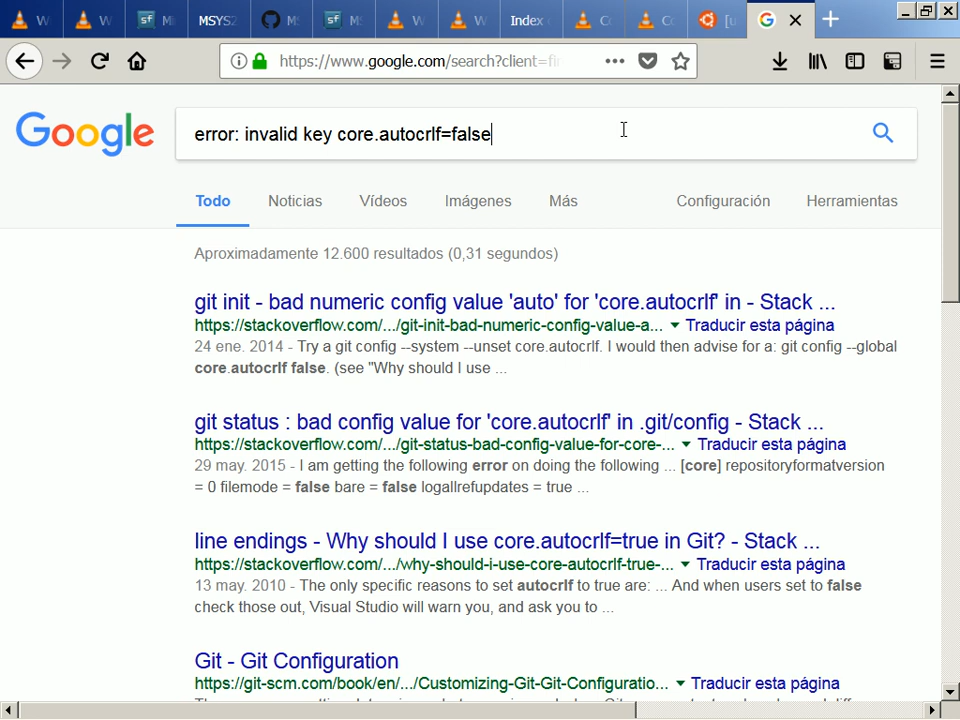 W W sf M MSYS2 M sf M W W Index C C [u
https://www.google.com/search?client=fi
Google
error: invalid key core.autocrlf=false
Todo Noticias Vídeos Imágenes Más Configuración Herramientas
Aproximadamente 12.600 resultados (0,31 segundos)
git init - bad numeric config value 'auto' for 'core.autocrlf' in - Stack ...
https://stackoverflow.com/.../git-init-bad-numeric-config-value-a... Traducir esta página
24 ene. 2014 - Try a git config --system --unset core.autocrlf. I would then advise for a: git config --global
core.autocrlf false. (see "Why should I use ...
git status : bad config value for 'core.autocrlf' in .git/config - Stack ...
https://stackoverflow.com/.../git-status-bad-config-value-for-core-... Traducir esta página
29 may. 2015 - I am getting the following error on doing the following ... [core] repositoryformatversion
= 0 filemode = false bare = false logallrefupdates = true ...
line endings - Why should I use core.autocrlf=true in Git? - Stack ...
https://stackoverflow.com/.../why-should-i-use-core-autocrlf-true-... Traducir esta página
13 may. 2010 - The only specific reasons to set autocrlf to true are: ... And when users set to false
check those out, Visual Studio will warn you, and ask you to ...
Git - Git Configuration
https://git-scm.com/book/en/.../Customizing-Git-Git-Configuratio... Traducir esta página